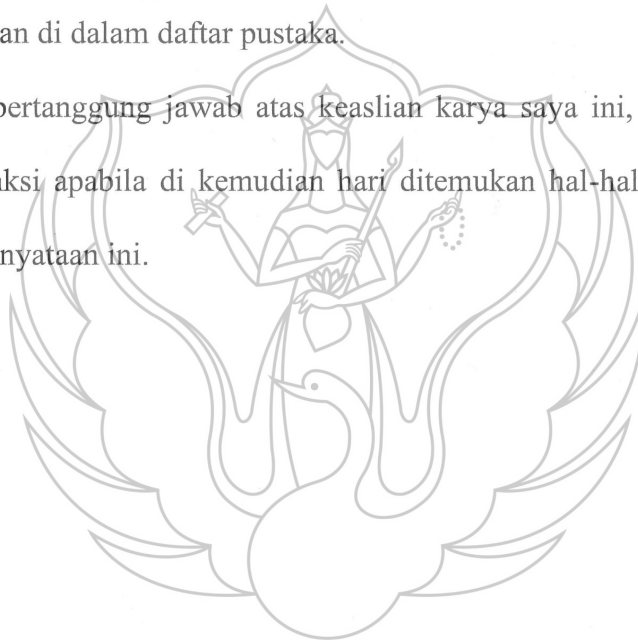 an di dalam daftar pustaka.
pertanggung jawab atas keaslian karya saya ini,
ksi apabila di kemudian hari ditemukan hal-hal
nyataan ini.